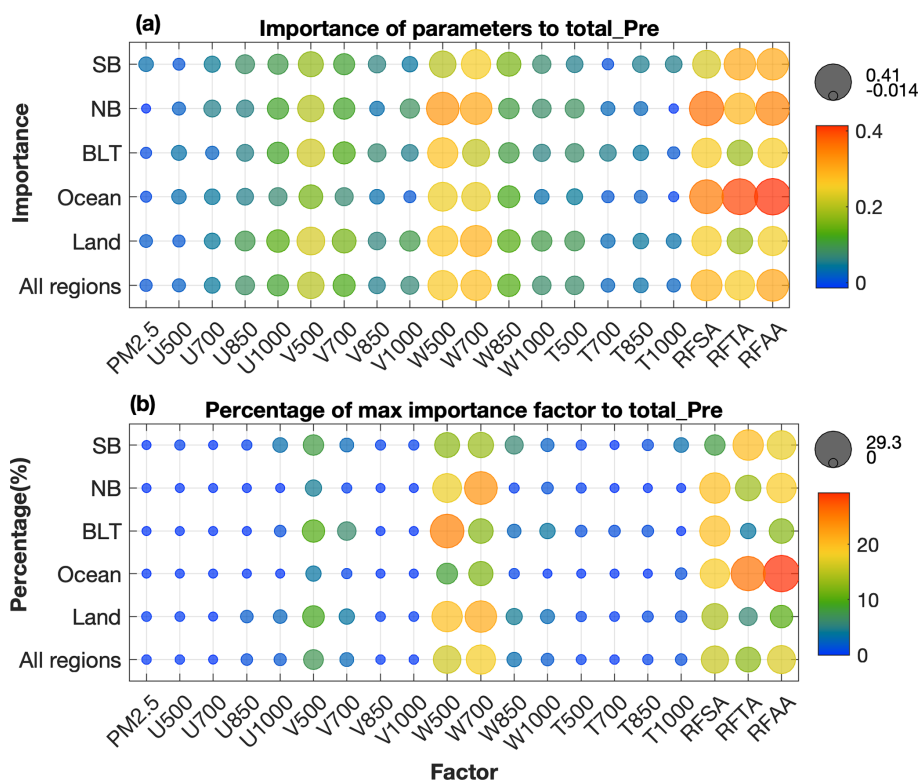 (a)
Importance of parameters to total_Pre
Importance
SB
NB
BLT
Ocean
Land
All regions
PM2.5 U500 U700 U850 U1000 V500 V700 V850 V1000 W500 W700 W850 W1000 T500 T700 T850 T1000 RFSA RFTA RFAA
0.41
-0.014
0.4
0.2
0
(b)
Percentage of max importance factor to total_Pre
Percentage(%)
SB
NB
BLT
Ocean
Land
All regions
PM2.5 U500 U700 U850 U1000 V500 V700 V850 V1000 W500 W700 W850 W1000 T500 T700 T850 T1000 RFSA RFTA RFAA
Factor
29.3
0
20
10
0